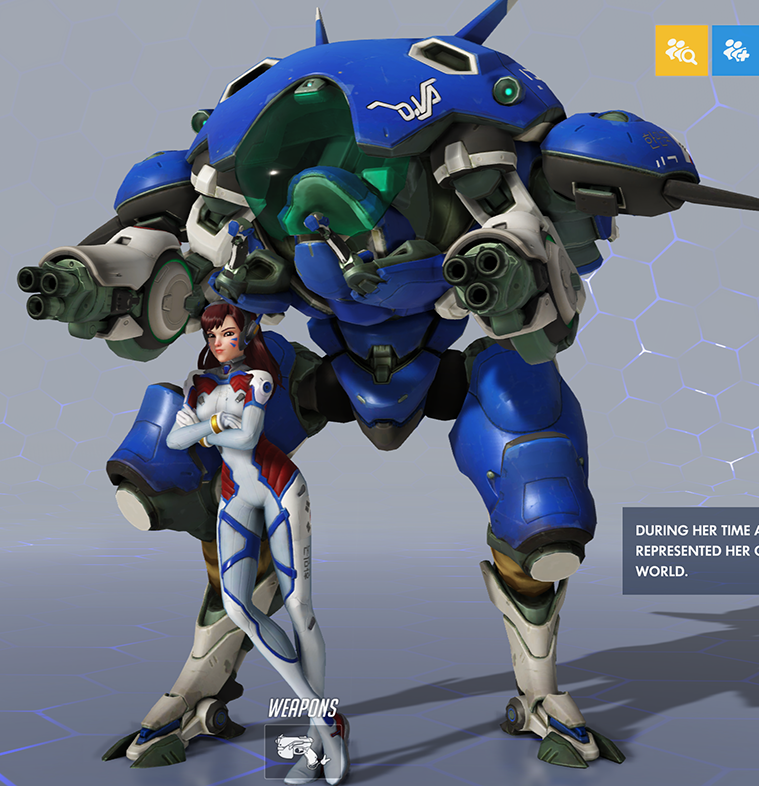 D.VA
DURING HER TIME A
REPRESENTED HER
WORLD.
WEAPONS